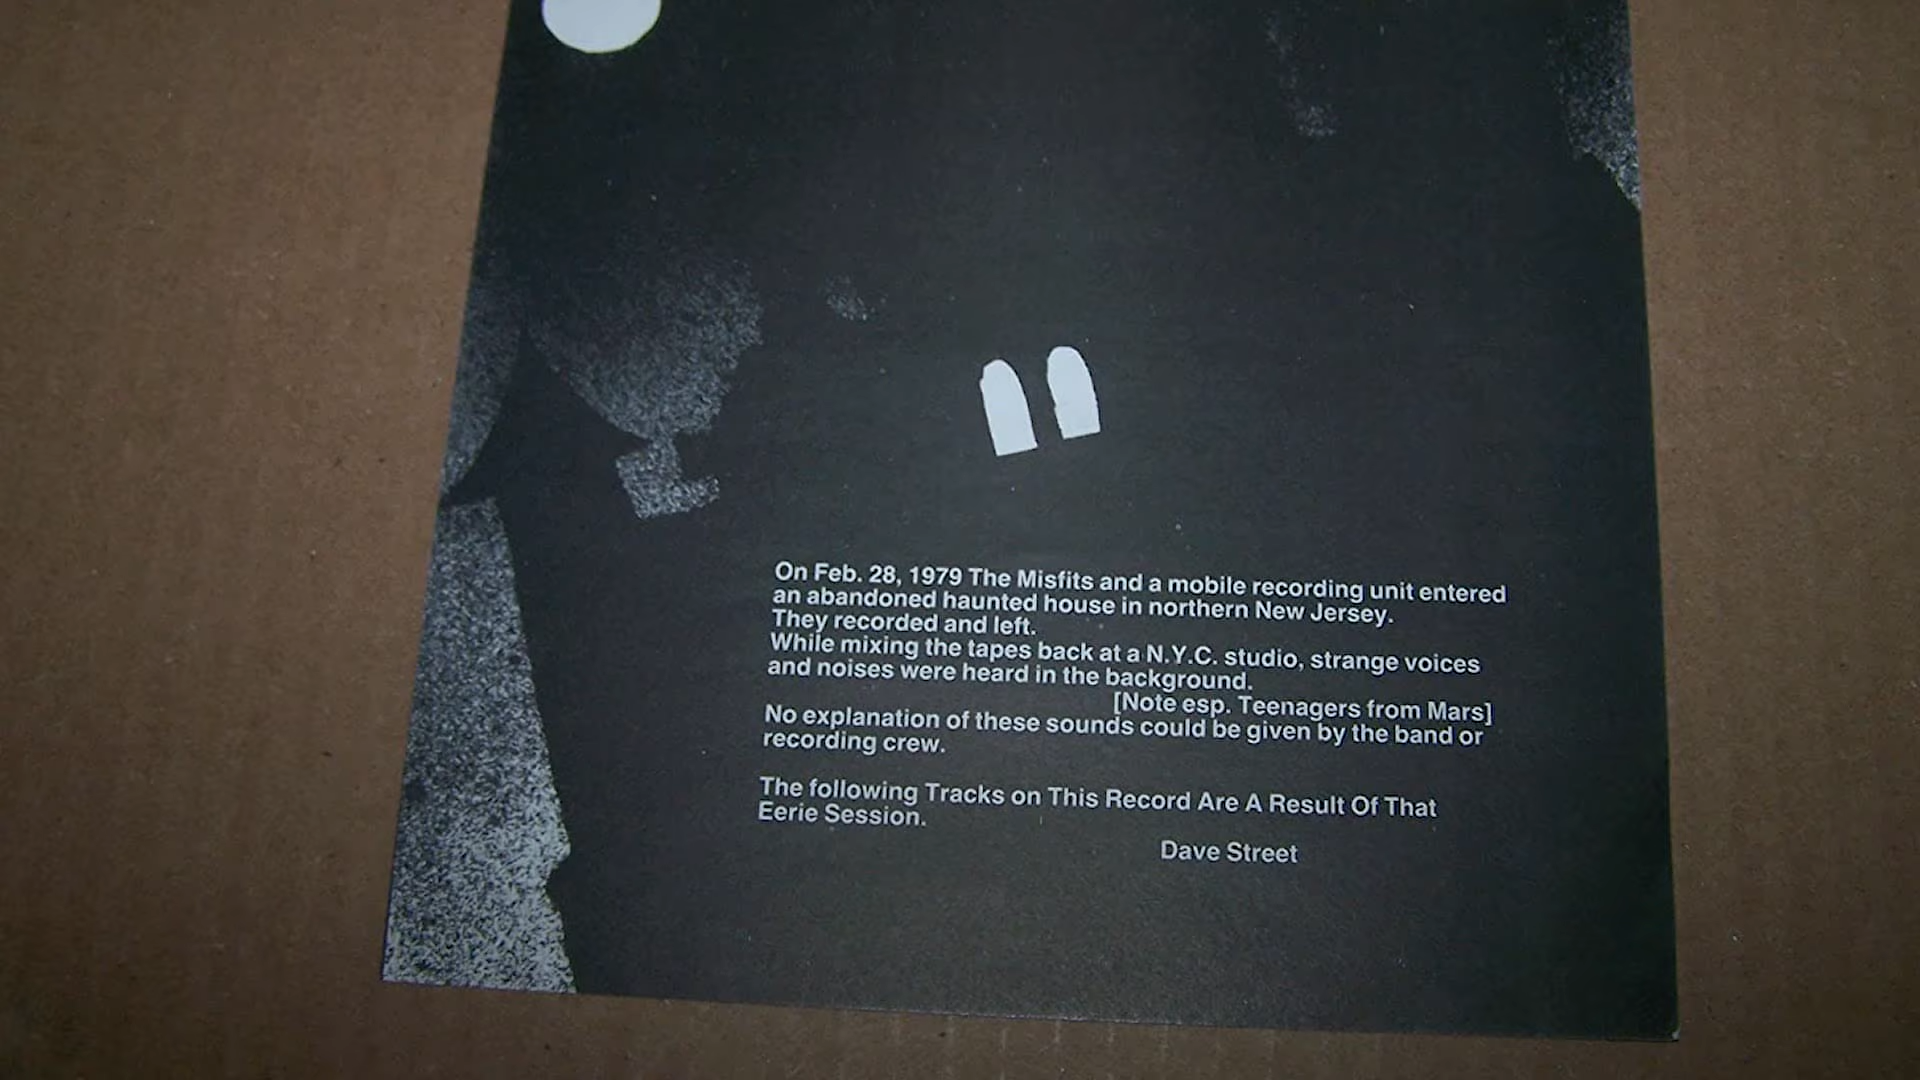 On Feb. 28, 1979 The Misfits and a mobile recording unit entered
an abandoned haunted house in northern New Jersey.
They recorded and left.
While mixing the tapes back at a N.Y.C. studio, strange voices
and noises were heard in the background.
[Note esp. Teenagers from Mars]
No explanation of these sounds could be given by the band or
recording crew.
The following Tracks on This Record Are A Result Of That
Eerie Session.
Dave Street